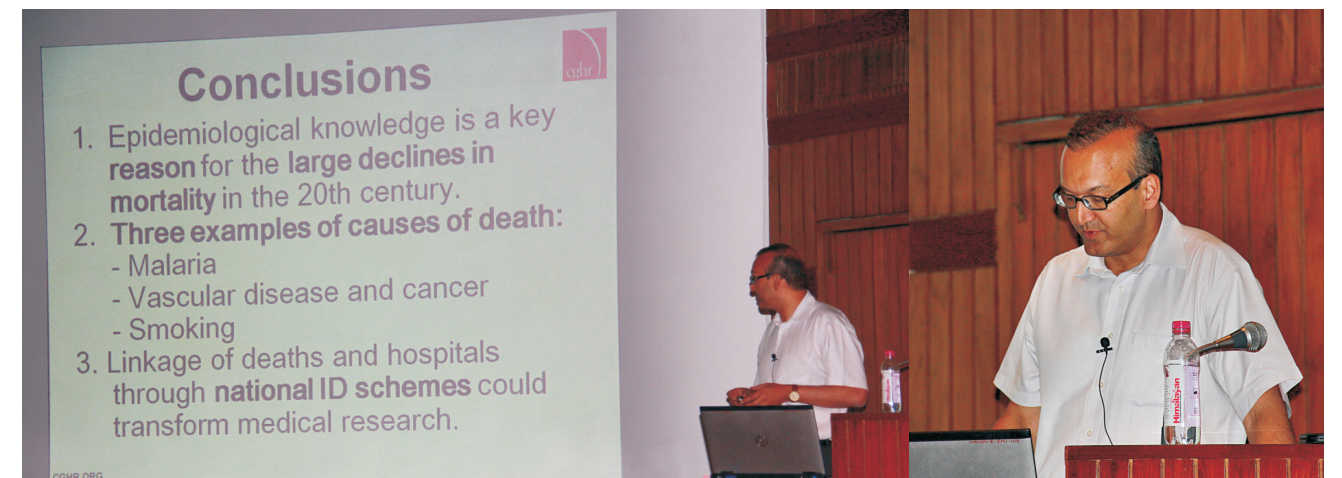 cghr
Conclusions
1. Epidemiological knowledge is a key
reason for the large declines in
mortality in the 20th century.
2. Three examples of causes of death:
- Malaria
- Vascular disease and cancer
- Smoking
3. Linkage of deaths and hospitals
through national ID schemes could
transform medical research.
CGHR.ORG
hp
Himalayan